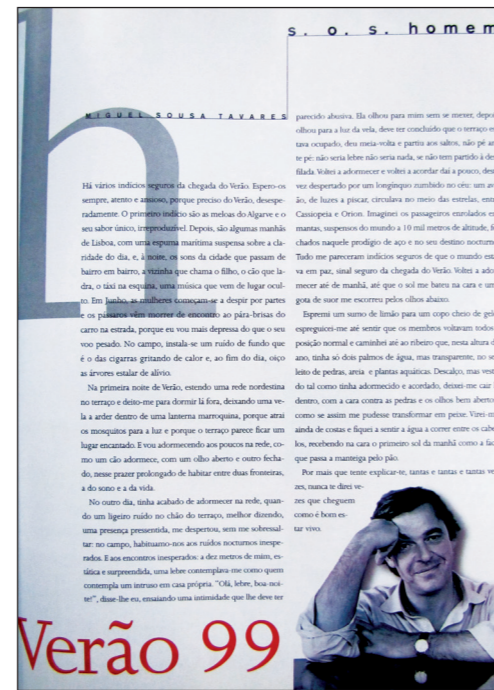 s. o. s. homem
h
MIGUEL SOUSA TAVARES
Há vários indícios seguros da chegada do Verão. Espero-os
sempre, atento e ansioso, porque preciso do Verão, desespe-
radamente. O primeiro indício são as meloas do Algarve e o
seu sabor único, irreproduzível. Depois, são algumas manhãs
de Lisboa, com uma espuma marítima suspensa sobre a cla-
ridade do dia, e, à noite, os sons da cidade que passam de
bairro em bairro, a vizinha que chama o filho, o cão que la-
dra, o táxi na esquina, uma música que vem de lugar ocul-
to. Em Junho, as mulheres começam-se a despir por partes
e os pássaros vêm morrer de encontro ao pára-brisas do
carro na estrada, porque eu vou mais depressa do que o seu
voo pesado. No campo, instala-se um ruído de fundo que
é o das cigarras gritando de calor e, ao fim do dia, oiço
as árvores estalar de alívio.
Na primeira noite de Verão, estendo uma rede nordestina
no terraço e deito-me para dormir lá fora, deixando uma ve-
la a arder dentro de uma lanterna marroquina, porque atrai
os mosquitos para a luz e porque o terraço parece ficar um
lugar encantado. E vou adormecendo aos poucos na rede, co-
mo um cão adormece, com um olho aberto e outro fecha-
do, nesse prazer prolongado de habitar entre duas fronteiras,
a do sono e a da vida.
No outro dia, tinha acabado de adormecer na rede, quan-
do um ligeiro ruído no chão do terraço, melhor dizendo,
uma presença pressentida, me despertou, sem me sobressal-
tar: no campo, habituamo-nos aos ruídos nocturnos inespe-
rados. E aos encontros inesperados: a dez metros de mim, es-
tática e surpreendida, uma lebre contemplava-me como quem
contempla um intruso em casa própria. "Olá, lebre, boa-noi-
te!", disse-lhe eu, ensaiando uma intimidade que lhe deve ter
parecido abusiva. Ela olhou para mim sem se mexer, depoi
olhou para a luz da vela, deve ter concluído que o terraço es
tava ocupado, deu meia-volta e partiu aos saltos, não pé an
te pé: não seria lebre não seria nada, se não tem partido à des
filada. Voltei a adormecer e voltei a acordar daí a pouco, des
vez despertado por um longínquo zumbido no céu: um av
ão, de luzes a piscar, circulava no meio das estrelas, entr
Cassiopeia e Orion. Imaginei os passageiros enrolados e
mantas, suspensos do mundo a 10 mil metros de altitude, fe
chados naquele prodígio de aço e no seu destino nocturno
Tudo me pareceram indícios seguros de que o mundo esta
va em paz, sinal seguro da chegada do Verão. Voltei a ador
mecer até de manhã, até que o sol me bateu na cara e um
gota de suor me escorreu pelos olhos abaixo.
Espremi um sumo de limão para um copo cheio de gelo
espreguicei-me até sentir que os membros voltavam todos
posição normal e caminhei até ao ribeiro que, nesta altura d
ano, tinha só dois palmos de água, mas transparente, no se
leito de pedras, areia e plantas aquáticas. Descalço, mas vesti
do tal como tinha adormecido e acordado, deixei-me cair l
dentro, com a cara contra as pedras e os olhos bem aberto
como se assim me pudesse transformar em peixe. Virei-m
ainda de costas e fiquei a sentir a água a correr entre os cabe
los, recebendo na cara o primeiro sol da manhã como a fac
que passa a manteiga pelo pão.
Por mais que tente explicar-te, tantas e tantas e tantas ve
zes, nunca te direi ve-
zes que cheguem
como é bom es-
tar vivo.
Verão 99